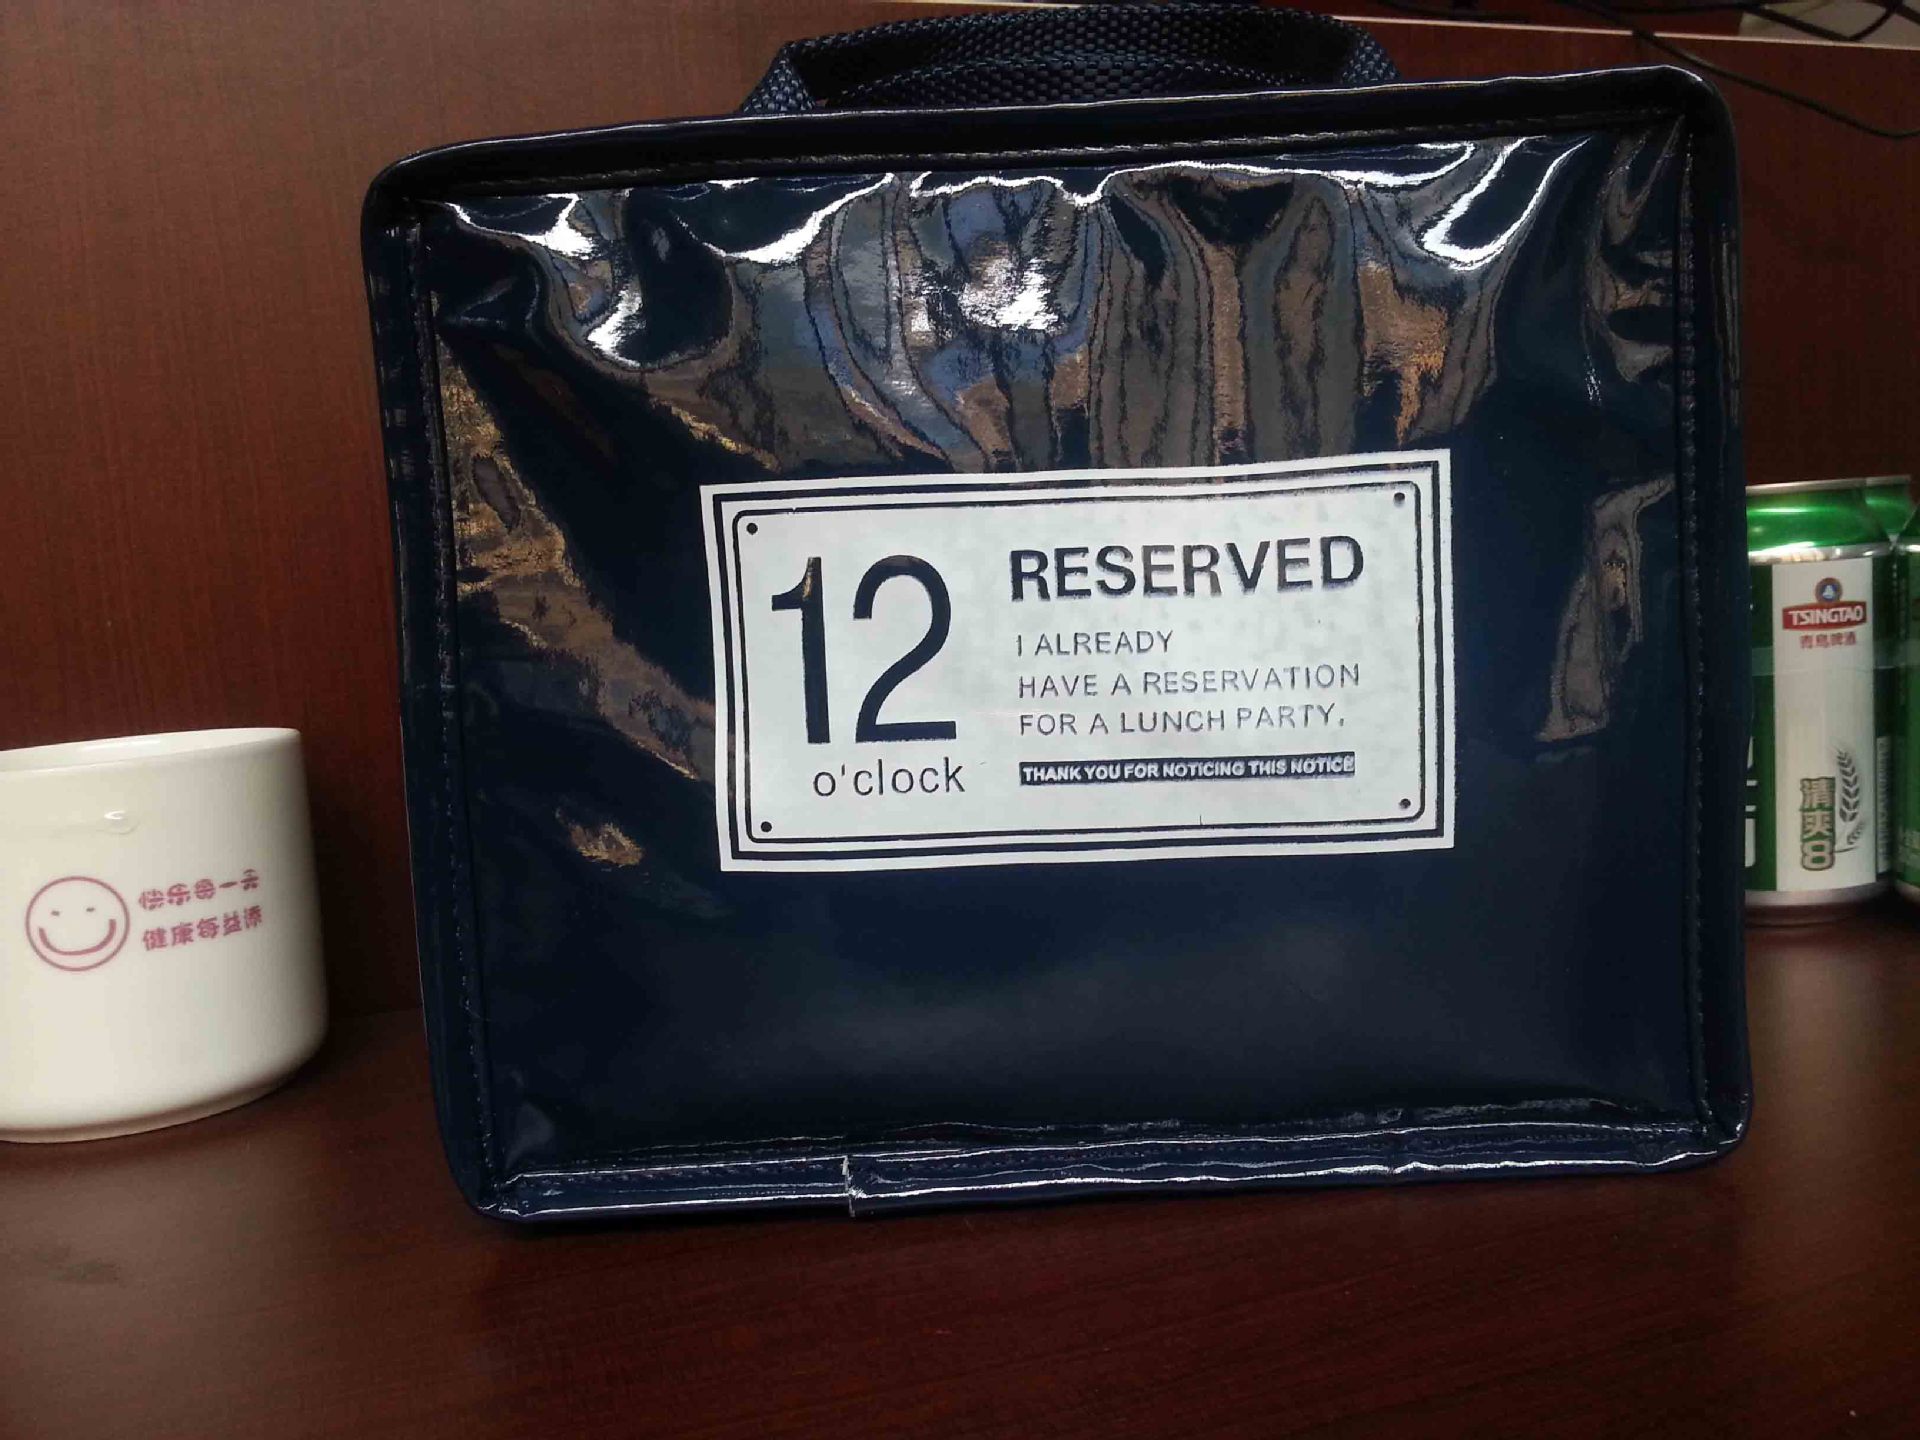 12
o'clock
RESERVED
I ALREADY
HAVE A RESERVATION
FOR A LUNCH PARTY.
THANK YOU FOR NOTICING THIS NOTICE
快乐每一天
健康每益添
TSINGTAO
青岛啤酒
清爽8